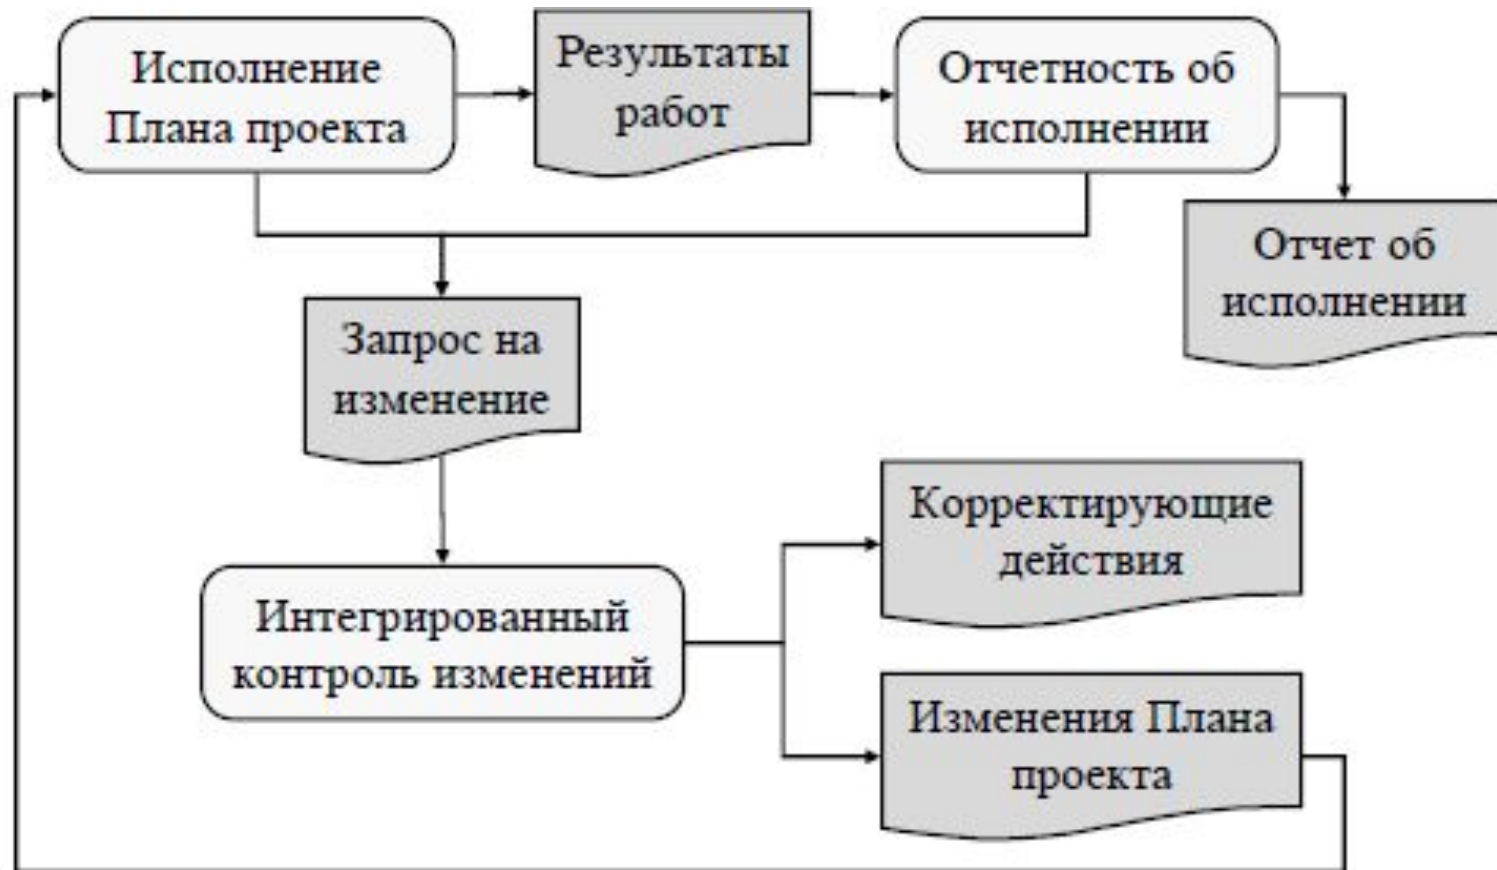 Исполнение
Плана проекта
Результаты
работ
Отчетность об
исполнении
Отчет об
исполнении
Запрос на
изменение
Корректирующие
действия
Интегрированный
контроль изменений
Изменения Плана
проекта